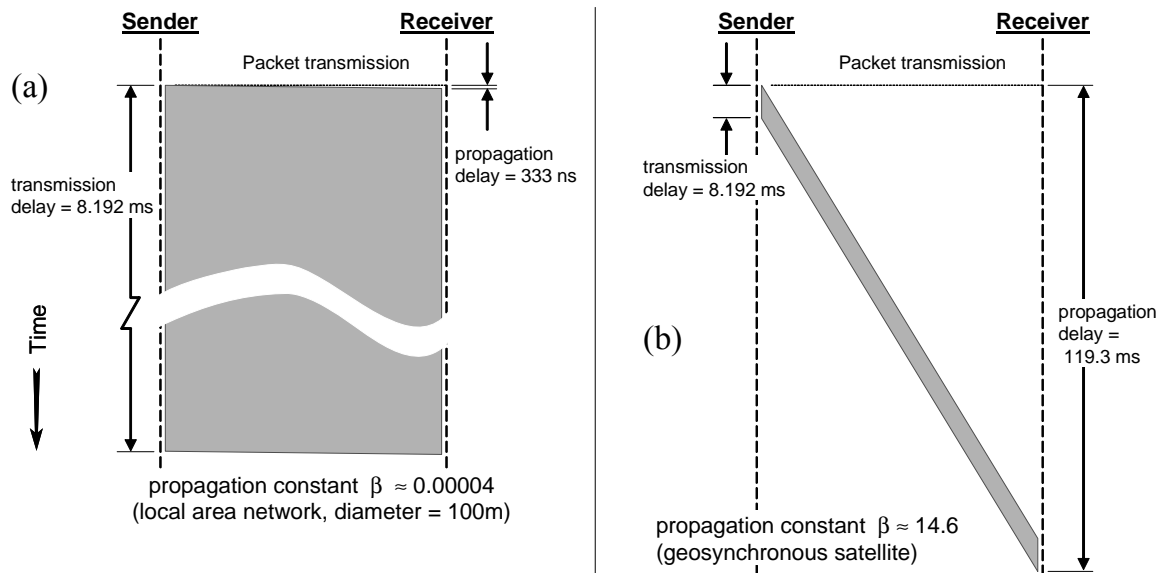 Sender
Receiver
Packet transmission
(a)
propagation
delay = 333 ns
transmission
delay = 8.192 ms
Time
propagation constant β ≈ 0.00004
(local area network, diameter = 100m)
Sender
Receiver
Packet transmission
transmission
delay = 8.192 ms
propagation
delay =
119.3 ms
(b)
propagation constant β ≈ 14.6
(geosynchronous satellite)